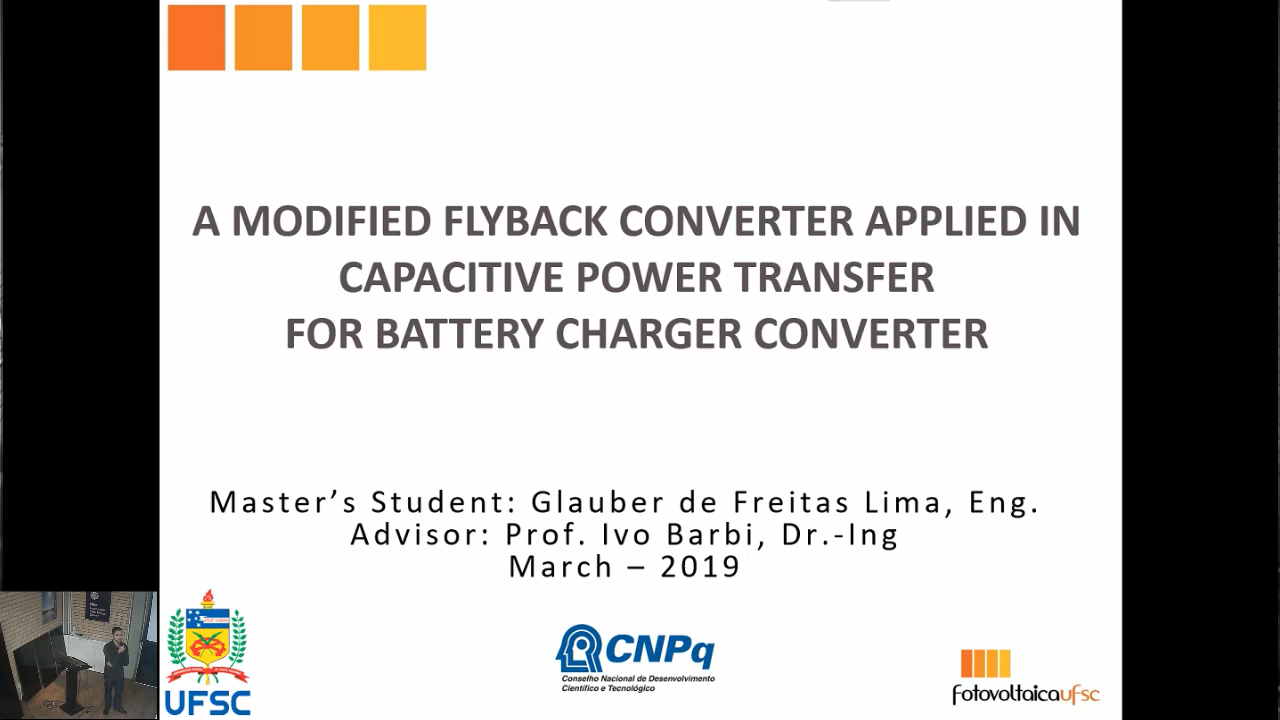 A MODIFIED FLYBACK CONVERTER APPLIED IN
CAPACITIVE POWER TRANSFER
FOR BATTERY CHARGER CONVERTER
Master's Student: Glauber de Freitas Lima, Eng.
Advisor: Prof. Ivo Barbi, Dr.-Ing
March – 2019
UFSC
CNPq
Conselho Nacional de Desenvolvimento
Científico e Tecnológico
fotovoltaicaufsc